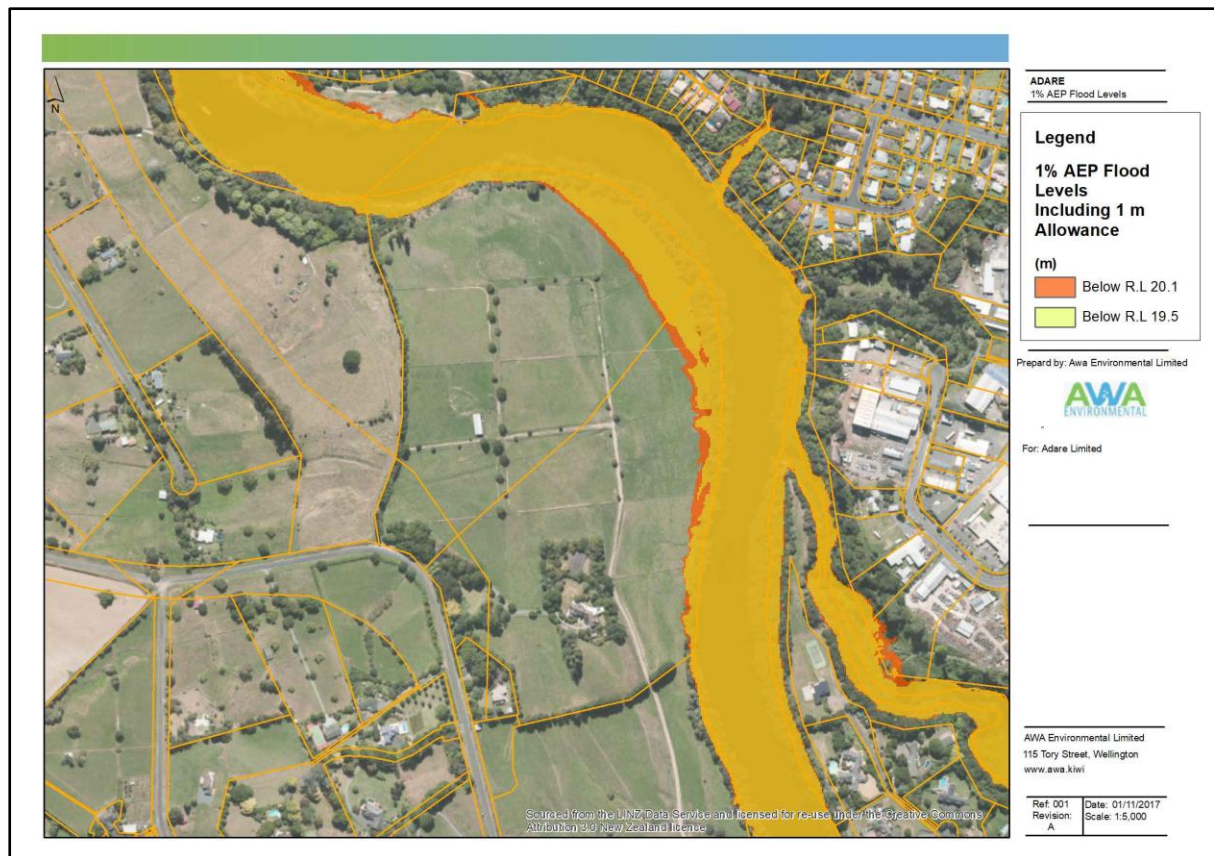 N
ADARE
1% AEP Flood Levels
Legend
1% AEP Flood
Levels
Including 1 m
Allowance
(m)
Below R.L 20.1
Below R.L 19.5
Prepard by: Awa Environmental Limited
AWA
ENVIRONMENTAL
For: Adare Limited
AWA Environmental Limited
115 Tory Street, Wellington
www.awa.kiwi
Ref: 001
Revision:
A
Date: 01/11/2017
Scale: 1:5,000
Sourced from the LINZ Data Service and licensed for re-use under the Creative Commons
Attribution 3.0 New Zealand licence